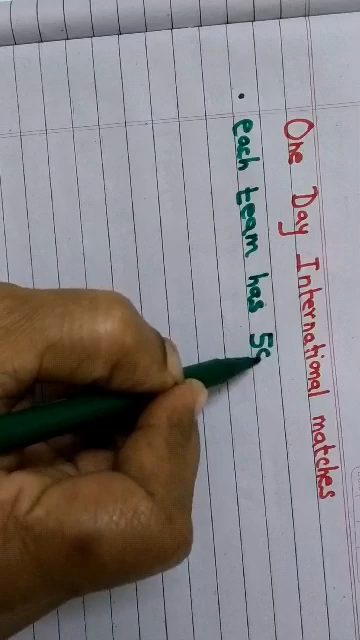 One Day International matches
• each team has 5